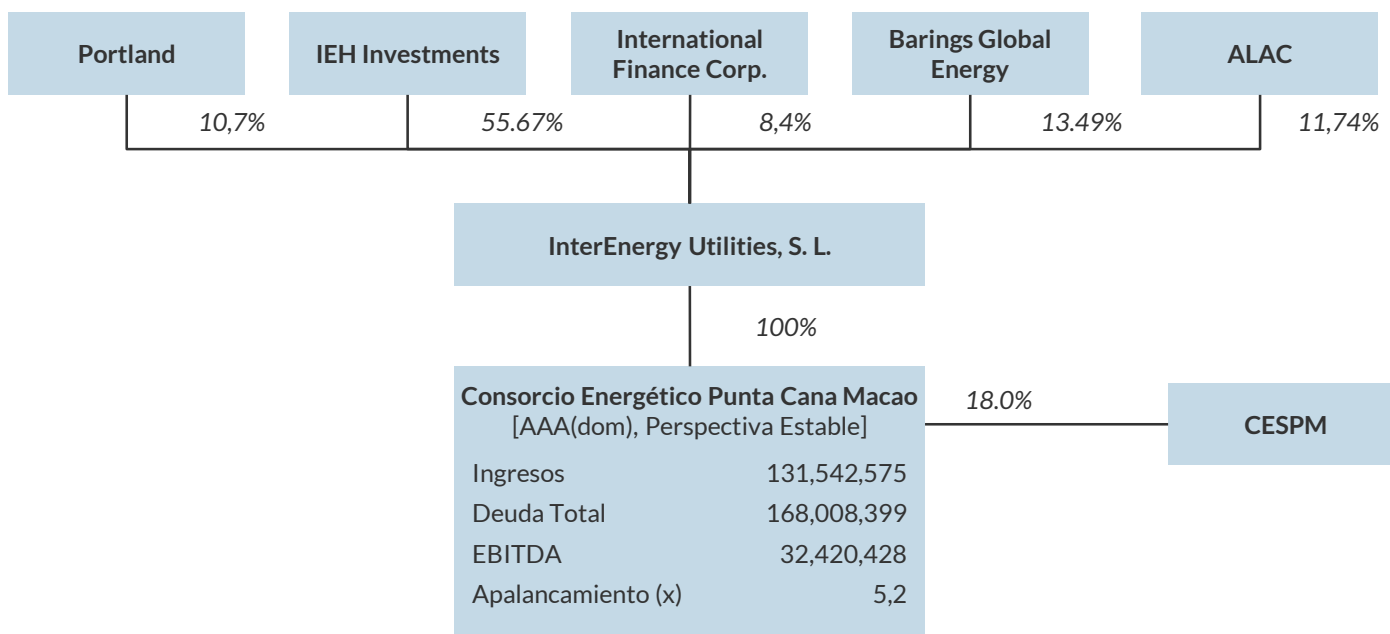 Portland
IEH Investments
International
Finance Corp.
Barings Global
Energy
ALAC
10,7%
55.67%
8,4%
13.49%
11,74%
InterEnergy Utilities, S. L.
100%
Consorcio Energético Punta Cana Macao
[AAA(dom), Perspectiva Estable]
Ingresos 131,542,575
Deuda Total 168,008,399
EBITDA 32,420,428
Apalancamiento (x) 5,2
18.0%
CESPM